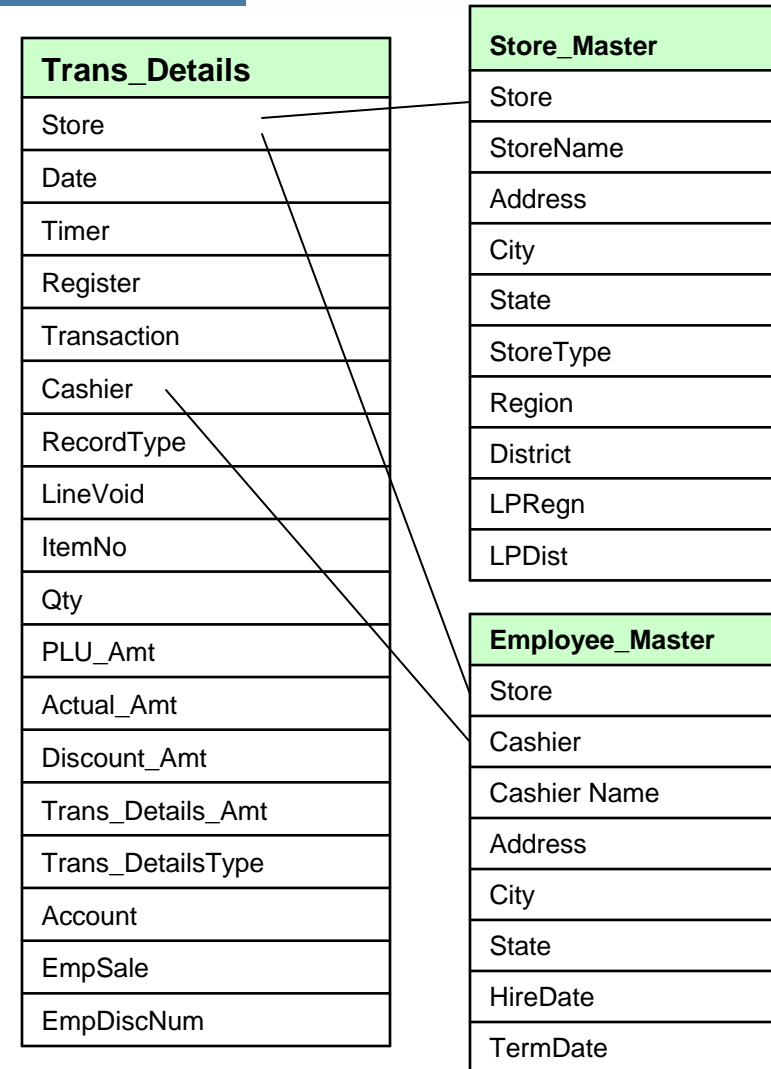 Trans_Details
Store
Date
Timer
Register
Transaction
Cashier
RecordType
LineVoid
ItemNo
Qty
PLU_Amt
Actual_Amt
Discount_Amt
Trans_Details_Amt
Trans_DetailsType
Account
EmpSale
EmpDiscNum
Store_Master
Store
StoreName
Address
City
State
StoreType
Region
District
LPRegn
LPDist
Employee_Master
Store
Cashier
Cashier Name
Address
City
State
HireDate
TermDate